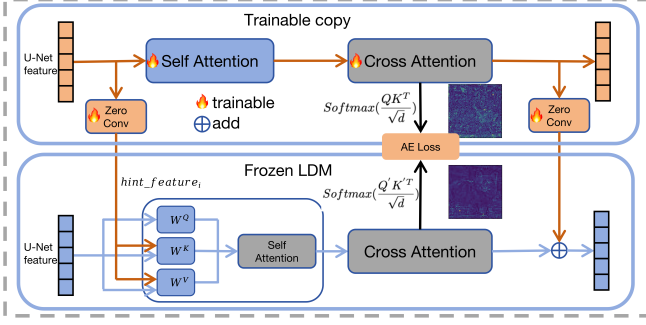 Trainable copy
U-Net
feature
Self Attention
Cross Attention
Zero
Conv
trainable
add
Softmax(QK^T/√d)
Zero
Conv
AE Loss
hint_feature_i
Frozen LDM
Softmax(Q'K'^T/√d)
U-Net
feature
W^Q
W^K
W^V
Self
Attention
Cross Attention